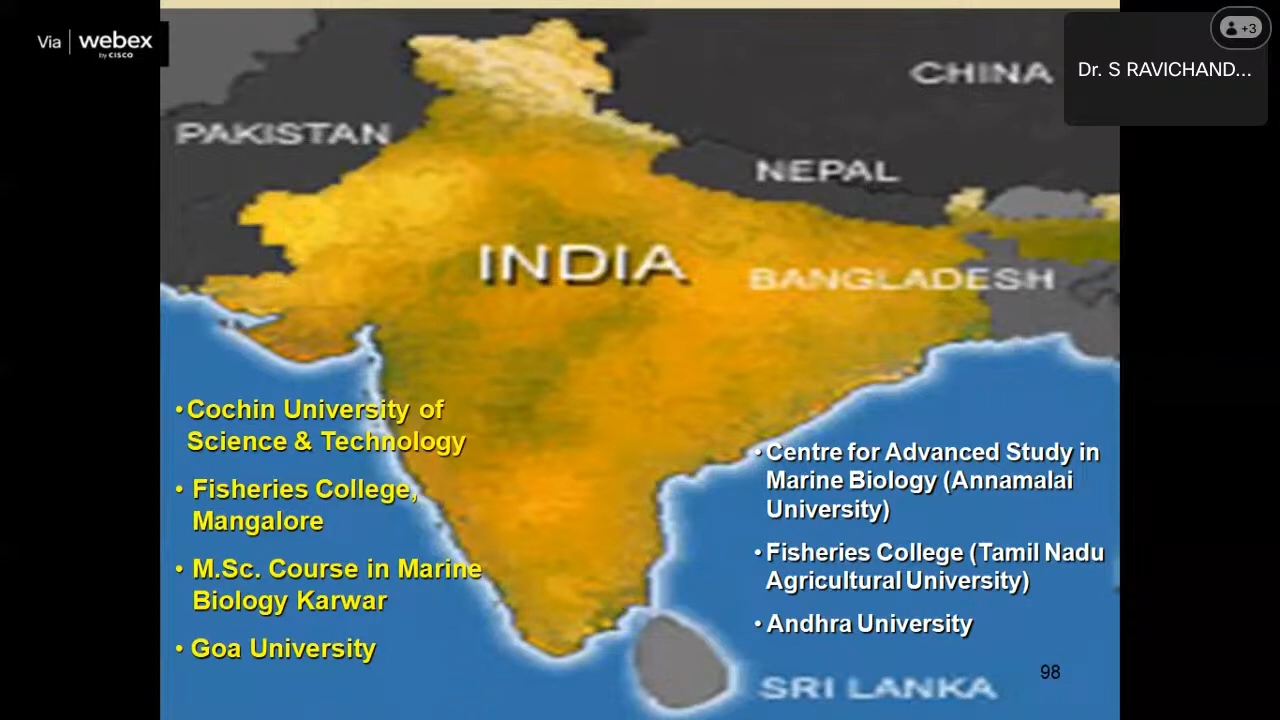 Via webex
by CISCO
+3
Dr. S RAVICHAND...
CHINA
PAKISTAN
NEPAL
INDIA
BANGLADESH
• Cochin University of
Science & Technology
• Fisheries College,
Mangalore
• M.Sc. Course in Marine
Biology Karwar
• Goa University
• Centre for Advanced Study in
Marine Biology (Annamalai
University)
• Fisheries College (Tamil Nadu
Agricultural University)
• Andhra University
98
SRI LANKA